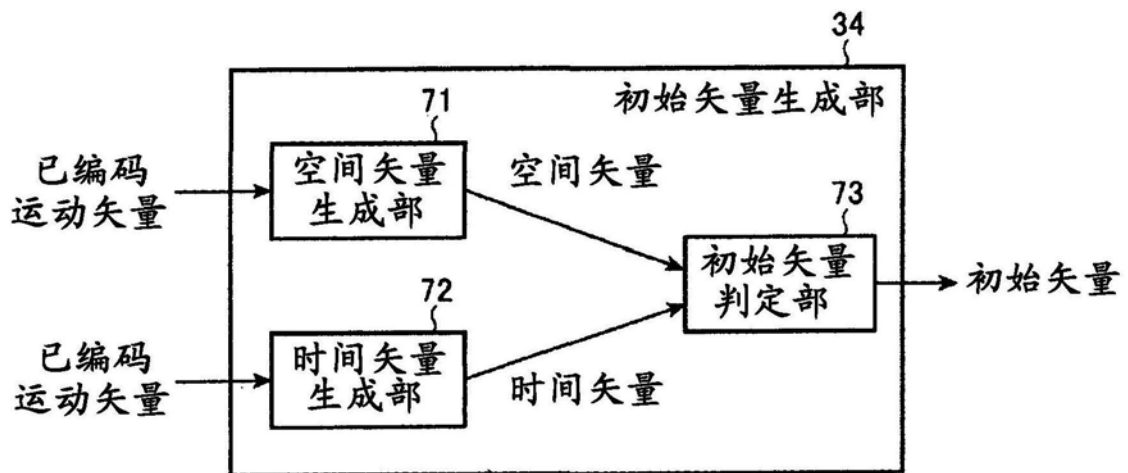 34
初始矢量生成部
71
已编码
运动矢量
空间矢量
生成部
空间矢量
73
初始矢量
判定部
初始矢量
72
已编码
运动矢量
时间矢量
生成部
时间矢量